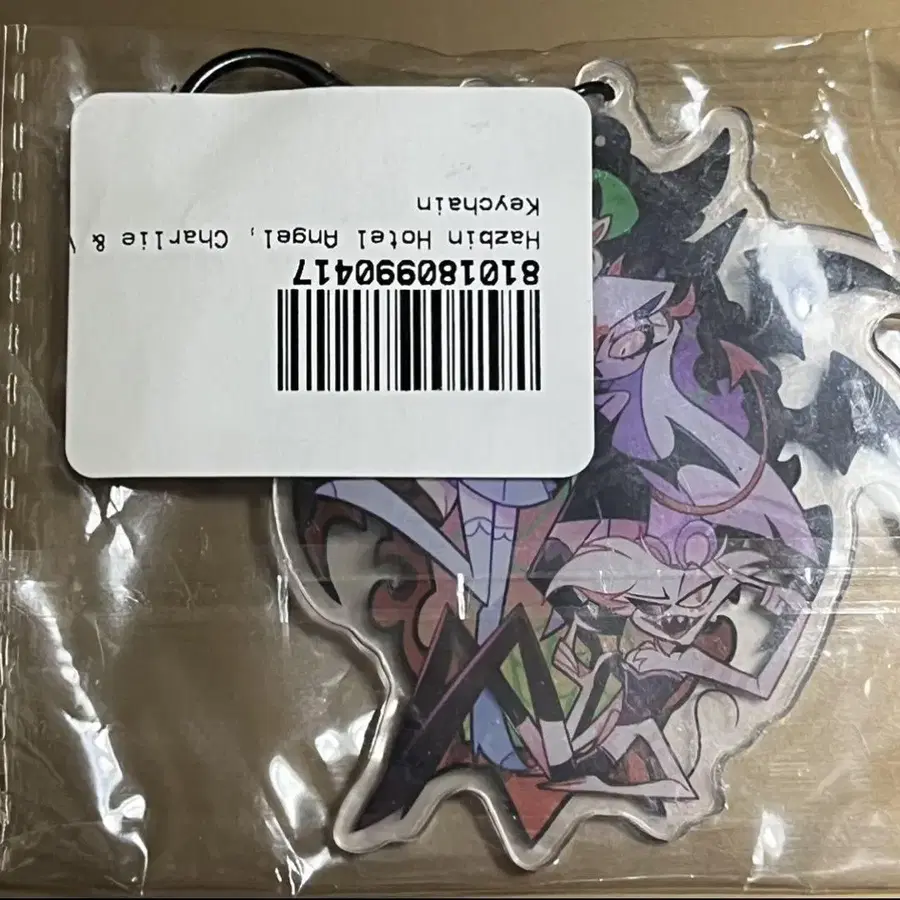 810180990417
Hazbin Hotel Angel, Charlie &
Keychain